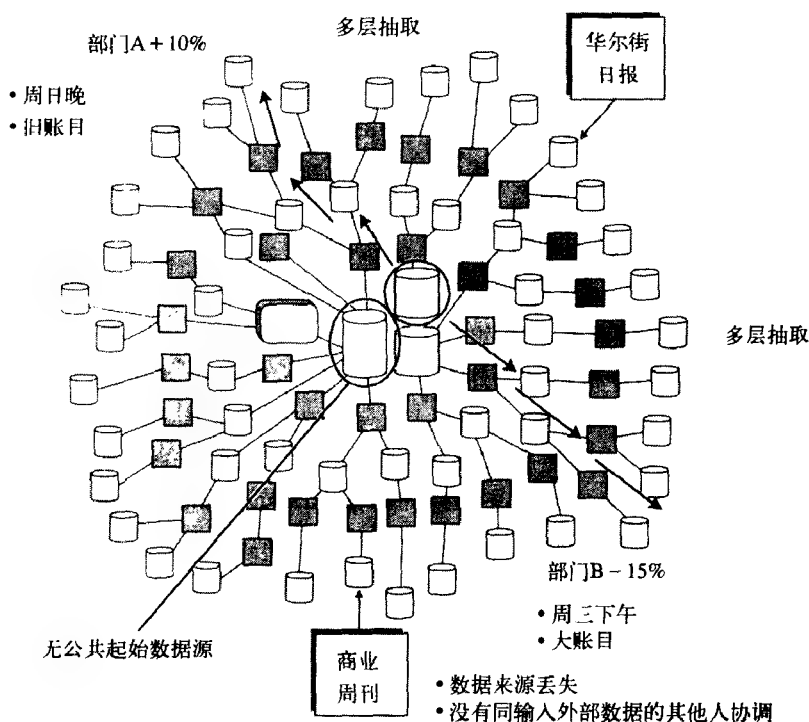 部门A + 10%
多层抽取
华尔街
日报
• 周日晚
• 旧账目
多层抽取
部门B - 15%
• 周三下午
• 大账目
无公共起始数据源
商业
周刊
• 数据来源丢失
• 没有同输入外部数据的其他人协调